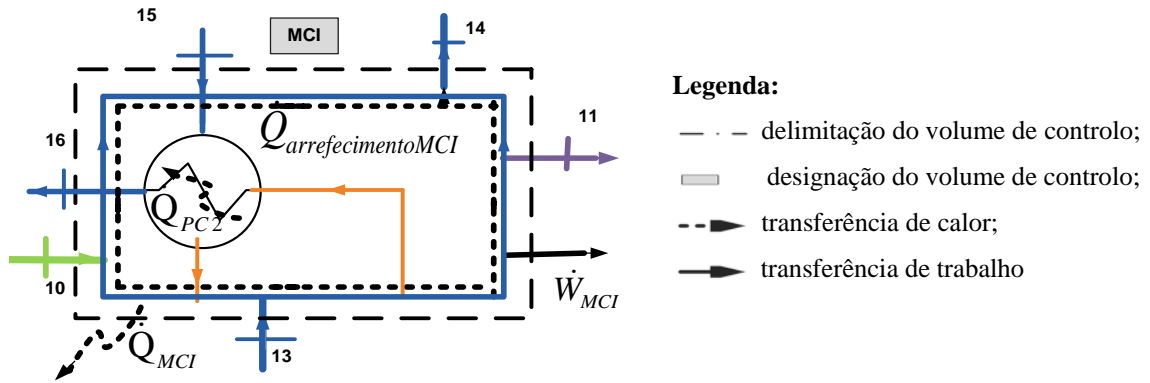 15
MCI
14
Legenda:
11
delimitação do volume de controlo;
Q̇arrefecimentoMCI
16
designação do volume de controlo;
QPC2
transferência de calor;
10
ẆMCI
transferência de trabalho
Q̇MCI
13